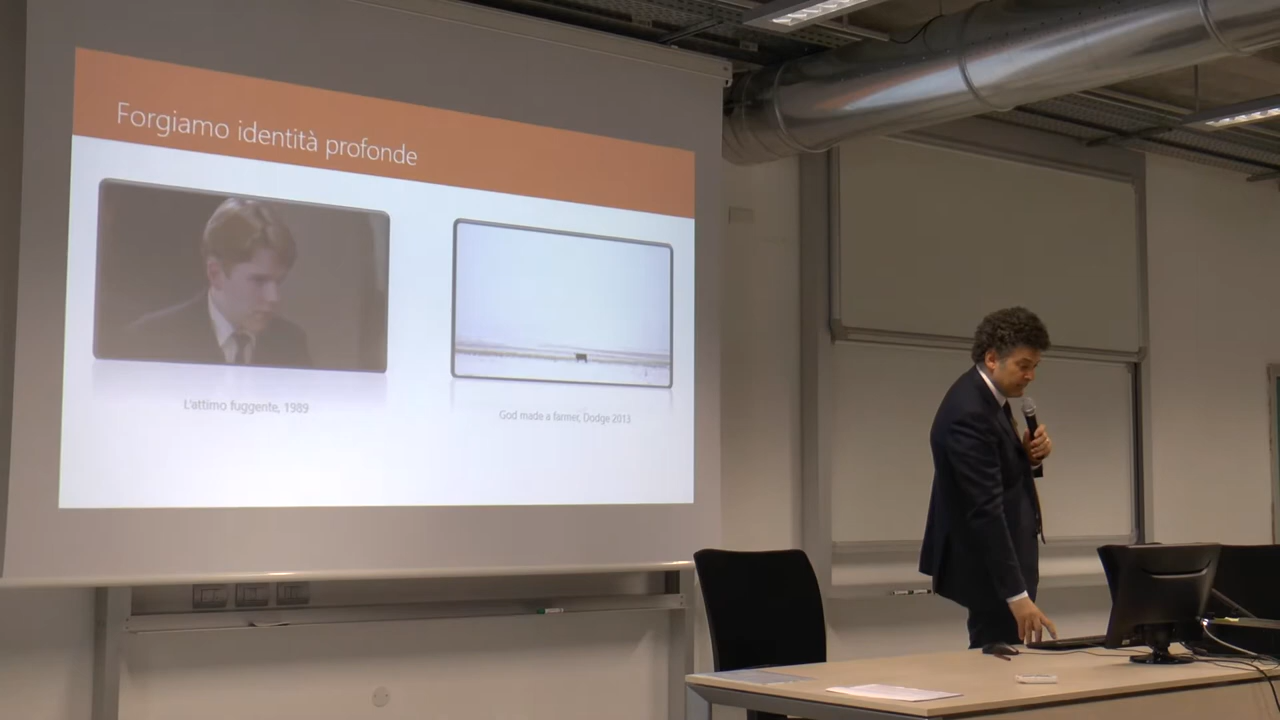 Forgiamo identità profonde
L'attimo fuggente, 1989
God made a farmer, Dodge 2013